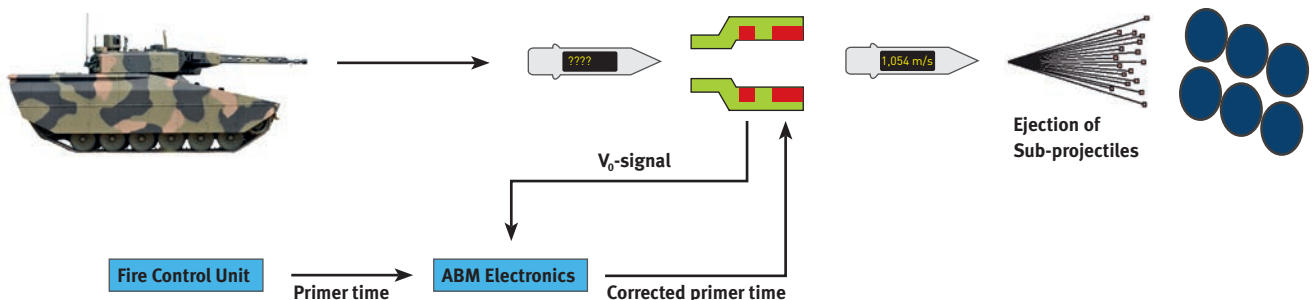 ????
1,054 m/s
Ejection of
Sub-projectiles
V₀-signal
Fire Control Unit
Primer time
ABM Electronics
Corrected primer time